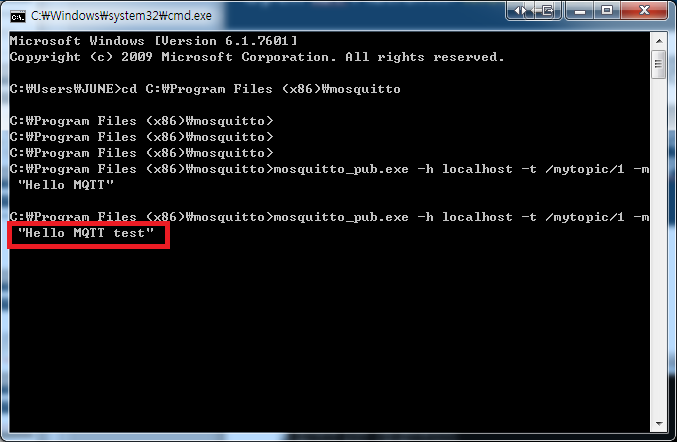 C:₩Windows₩system32₩cmd.exe
Microsoft Windows [Version 6.1.7601]
Copyright (c) 2009 Microsoft Corporation. All rights reserved.
C:₩Users₩JUNE>cd C:₩Program Files (x86)₩mosquitto
C:₩Program Files (x86)₩mosquitto>
C:₩Program Files (x86)₩mosquitto>
C:₩Program Files (x86)₩mosquitto>
C:₩Program Files (x86)₩mosquitto>mosquitto_pub.exe -h localhost -t /mytopic/1 -m
"Hello MQTT"
C:₩Program Files (x86)₩mosquitto>mosquitto_pub.exe -h localhost -t /mytopic/1 -m
"Hello MQTT test"